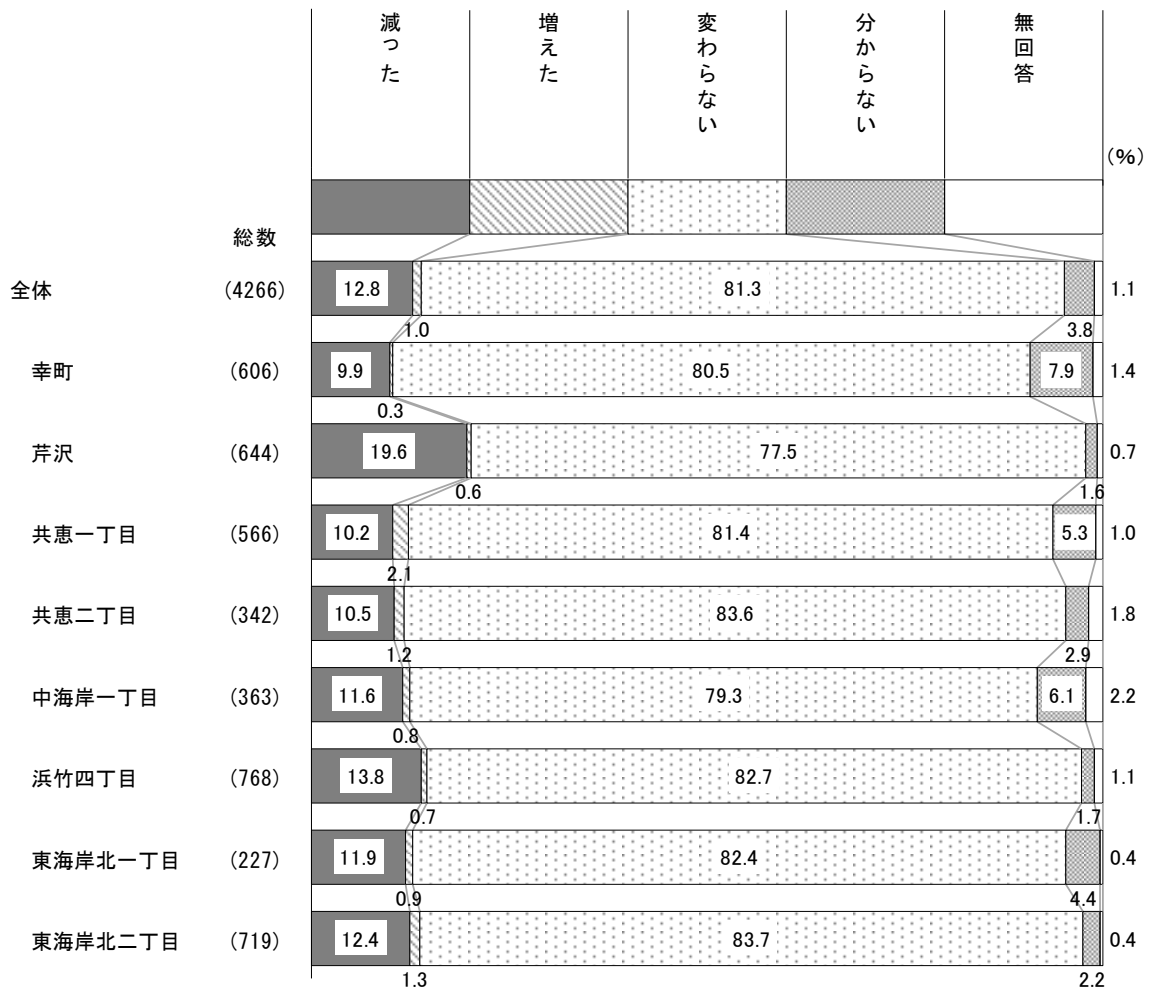 減った
増えた
変わらない
分からない
無回答
(%)
総数
全体 (4266) 12.8 81.3 1.1
1.0 3.8
幸町 (606) 9.9 80.5 7.9 1.4
0.3
芹沢 (644) 19.6 77.5 0.7
0.6 1.6
共恵一丁目 (566) 10.2 81.4 5.3 1.0
2.1
共恵二丁目 (342) 10.5 83.6 1.8
1.2 2.9
中海岸一丁目 (363) 11.6 79.3 6.1 2.2
0.8
浜竹四丁目 (768) 13.8 82.7 1.1
0.7 1.7
東海岸北一丁目 (227) 11.9 82.4 0.4
0.9 4.4
東海岸北二丁目 (719) 12.4 83.7 0.4
1.3 2.2